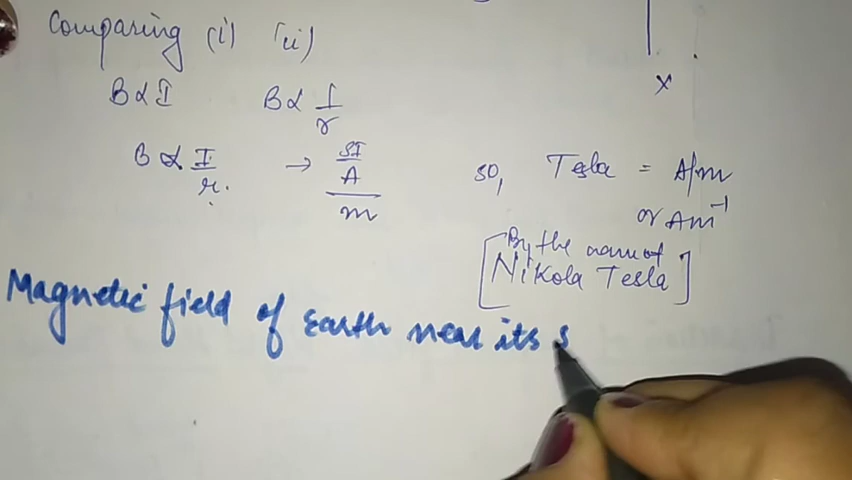 Comparing (i) (ii)
B∝I B∝ 1/r
B ∝ I/r. → SI A/m so, Tesla = A/m
or Am⁻¹
[By the name of
Nikola Tesla]
Magnetic field of Earth near its s
x